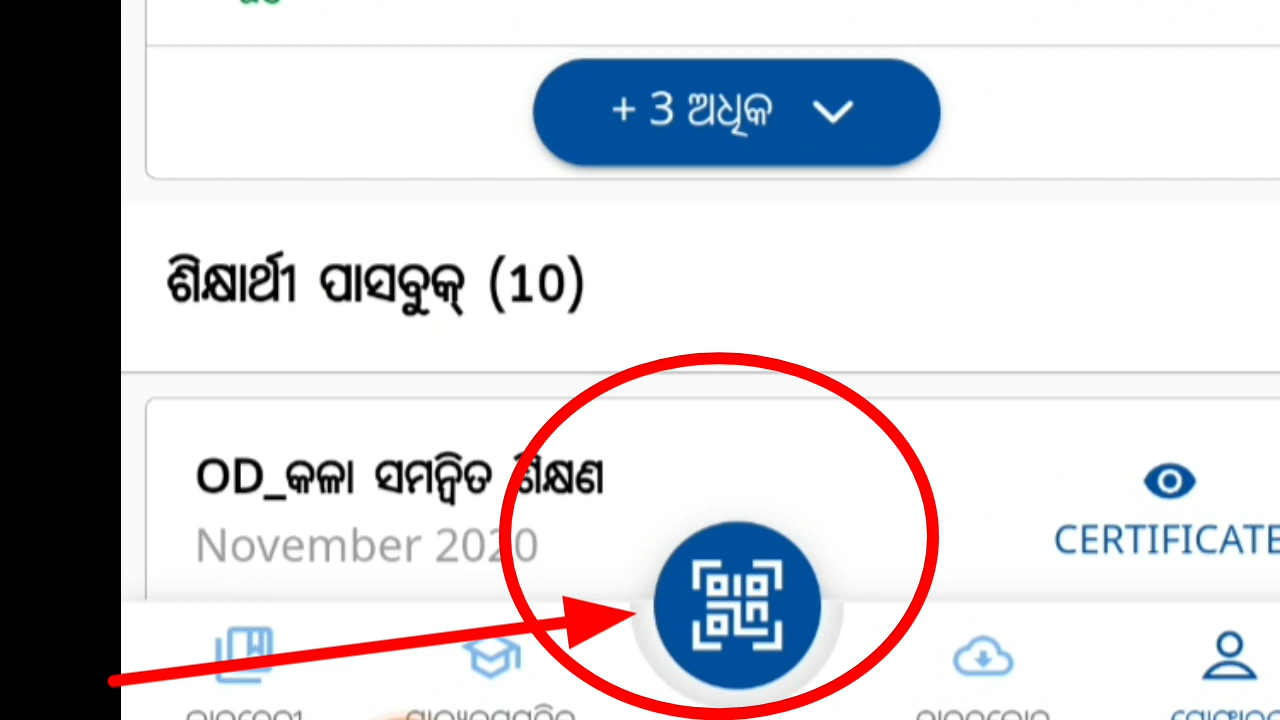 + 3 ଅଧିକ
ଶିକ୍ଷାର୍ଥୀ ପାସବୁକ୍ (10)
OD_କଳା ସମନ୍ୱିତ ଶିକ୍ଷଣ
November 2020
CERTIFICATE